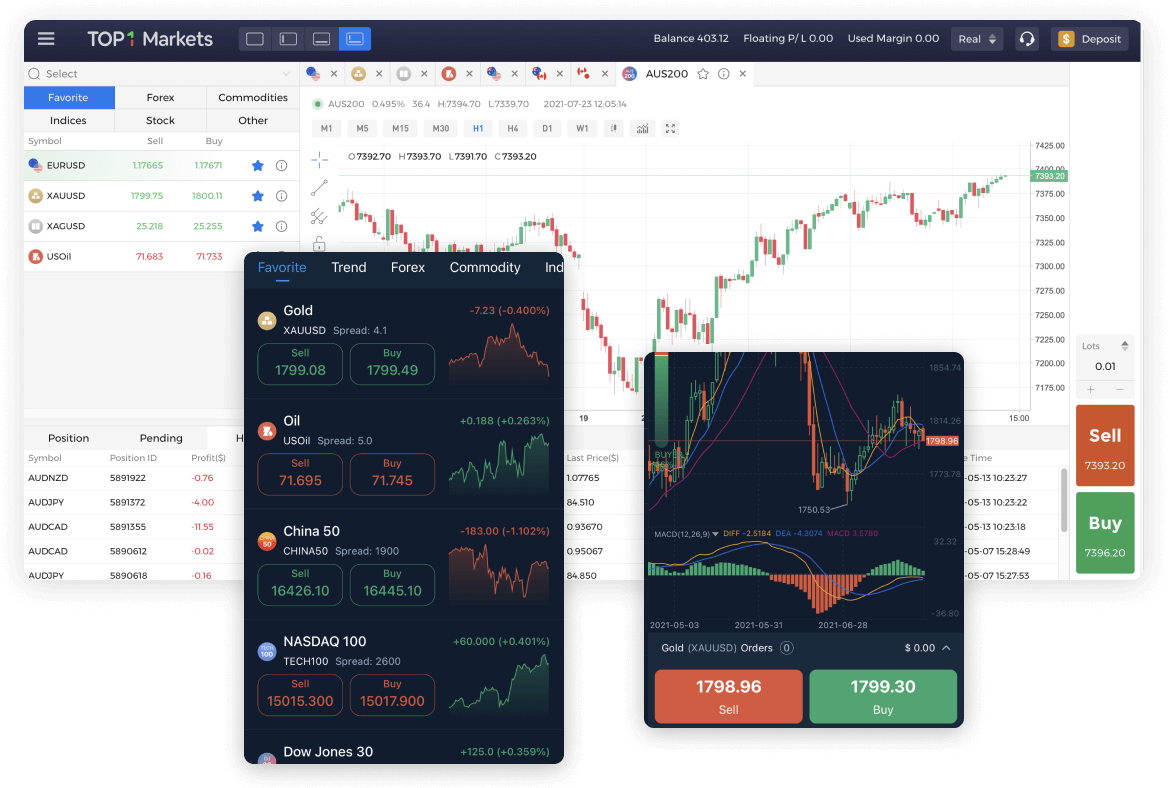 TOP1 Markets
Balance 403.12 Floating P/ L 0.00 Used Margin 0.00 Real $ Deposit
Select
AUS200
Favorite Forex Commodities
Indices Stock Other
Symbol Sell Buy
EURUSD 1.17665 1.17671
XAUUSD 1799.75 1800.11
XAGUSD 25.218 25.255
USOil 71.683 71.733
AUS200 0.495% 36.4 H:7394.70 L:7339.70 2021-07-23 12:05:14
M1 M5 M15 M30 H1 H4 D1 W1
O 7392.70 H 7393.70 L 7391.70 C 7393.20
7425.00
7400.00
7393.20
7375.00
7350.00
7325.00
7300.00
7275.00
7250.00
7225.00
7200.00
7175.00
19
15:00
Lots
0.01
+ −
Sell
7393.20
Buy
7396.20
Position Pending H
Symbol Position ID Profit($) Last Price($) e Time
AUDNZD 5891922 -0.76 1.07765 -05-13 10:23:27
AUDJPY 5891372 -4.00 84.510 -05-13 10:23:22
AUDCAD 5891355 -11.55 0.93670 -05-13 10:23:18
AUDCAD 5890612 -0.02 0.95067 -05-07 15:28:49
AUDJPY 5890618 -0.16 84.850 -05-07 15:27:53
Favorite Trend Forex Commodity Ind
Gold -7.23 (-0.400%)
XAUUSD Spread: 4.1
Sell Buy
1799.08 1799.49
Oil +0.188 (+0.263%)
USOil Spread: 5.0
Sell Buy
71.695 71.745
50
China 50 -183.00 (-1.102%)
CHINA50 Spread: 1900
Sell Buy
16426.10 16445.10
TECH
100
NASDAQ 100 +60.000 (+0.401%)
TECH100 Spread: 2600
Sell Buy
15015.300 15017.900
Dow Jones 30 +125.0 (+0.359%)
1854.74
1814.26
1798.96
1773.78
BUY
1750.53
MACD(12,26,9) DIFF -2.5184 DEA -4.3074 MACD 3.5780
32.32
-36.80
2021-05-03 2021-05-31 2021-06-28
Gold (XAUUSD) Orders 0 $ 0.00
1798.96 1799.30
Sell Buy